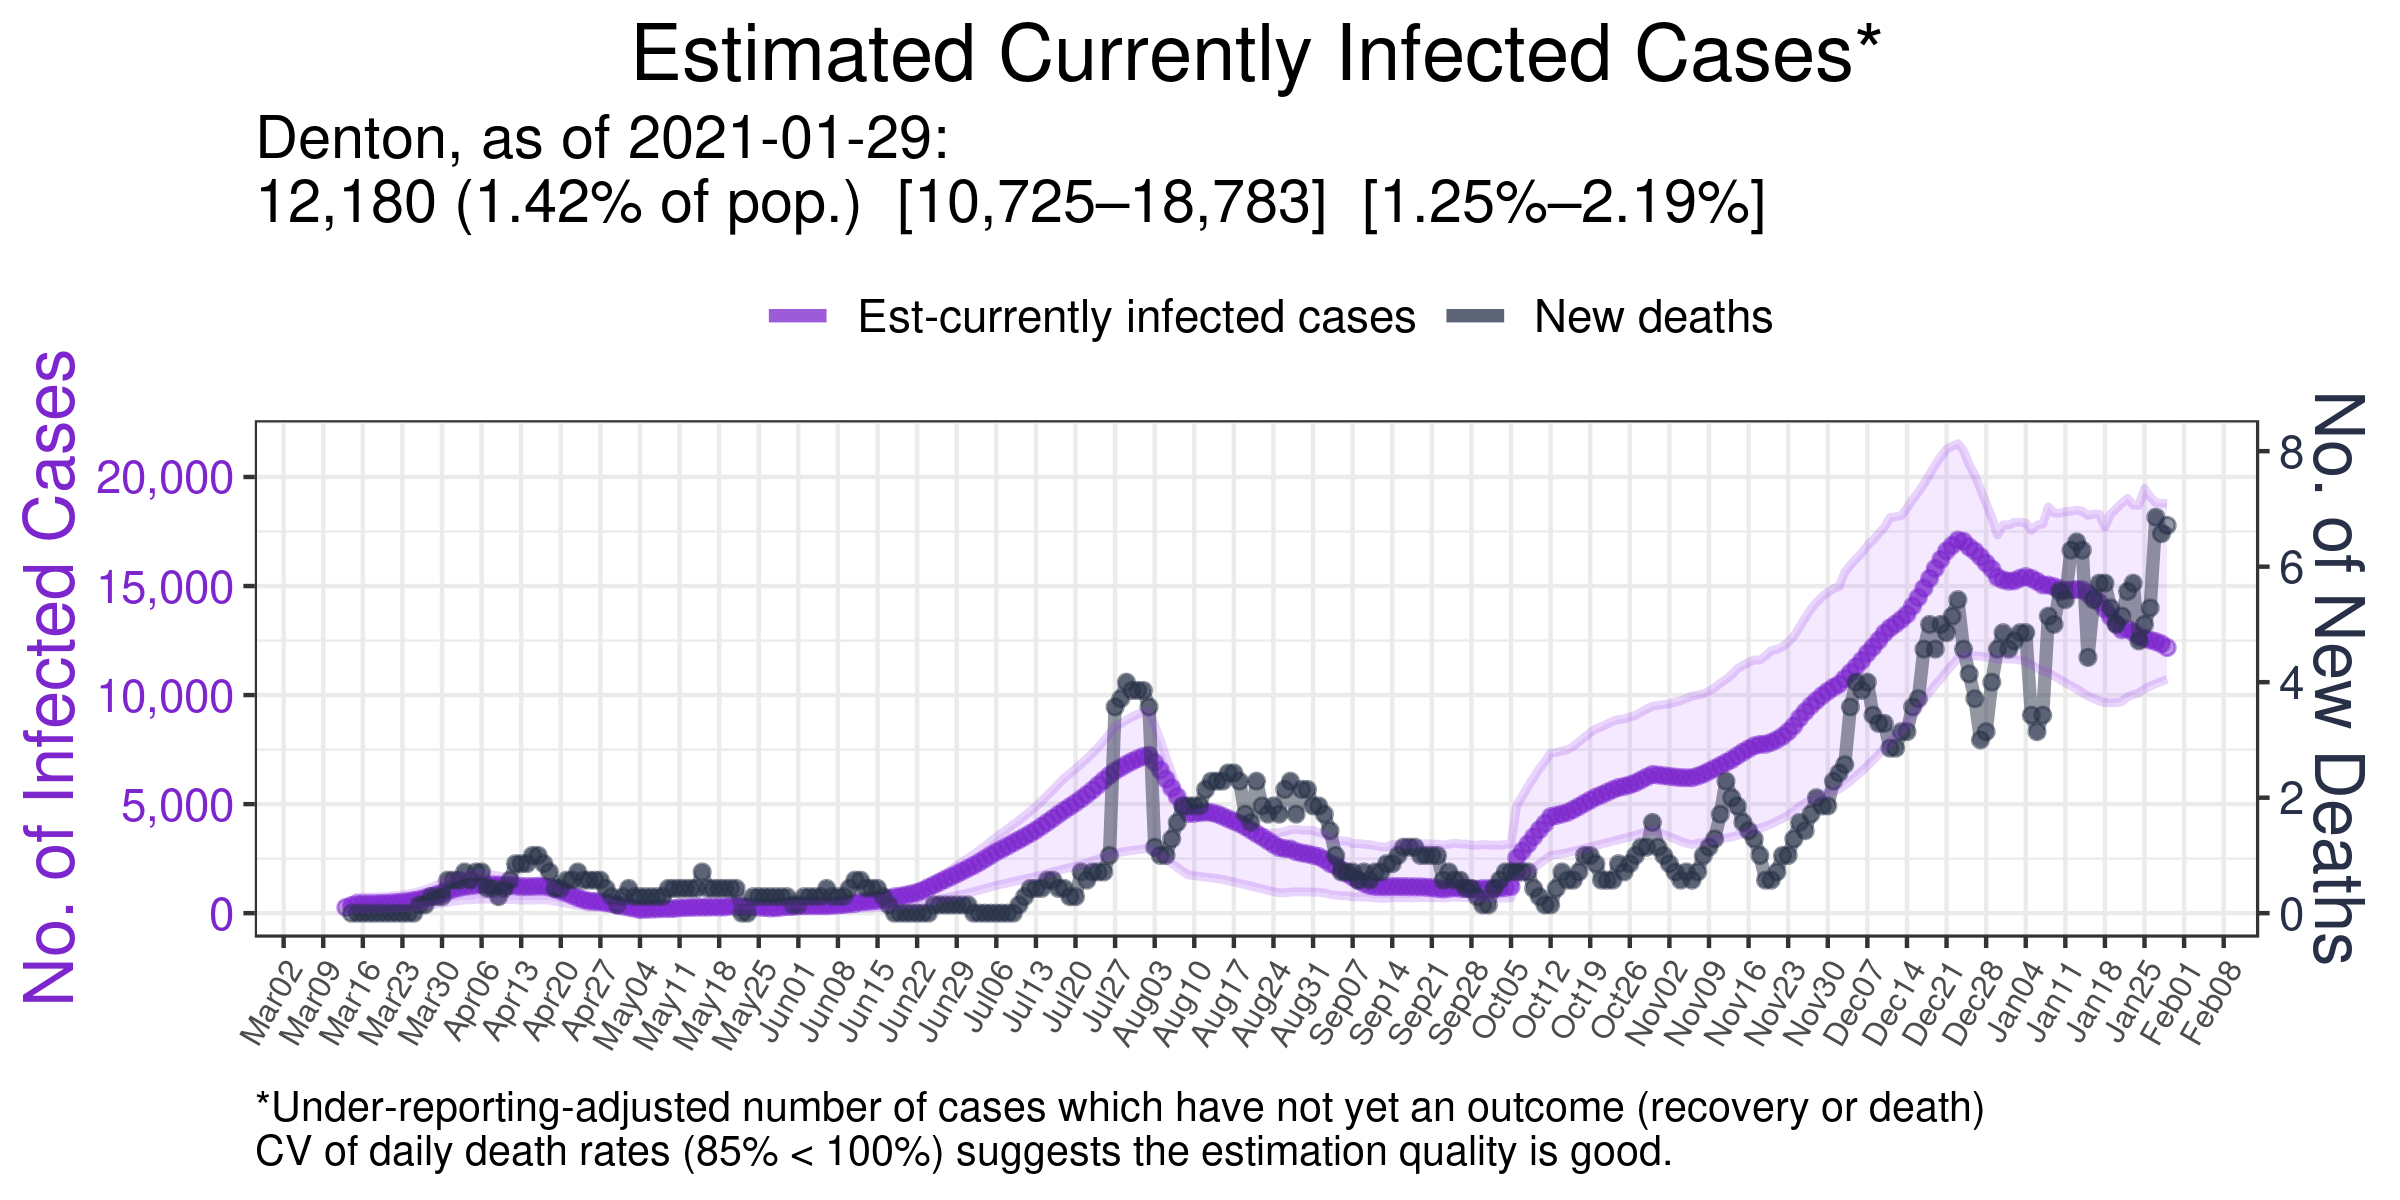 Estimated Currently Infected Cases*
Denton, as of 2021-01-29:
12,180 (1.42% of pop.)  [10,725–18,783]  [1.25%–2.19%]
Est-currently infected cases
New deaths
No. of Infected Cases
20,000
15,000
10,000
5,000
0
No. of New Deaths
8
6
4
2
0
Mar02
Mar09
Mar16
Mar23
Mar30
Apr06
Apr13
Apr20
Apr27
May04
May11
May18
May25
Jun01
Jun08
Jun15
Jun22
Jun29
Jul06
Jul13
Jul20
Jul27
Aug03
Aug10
Aug17
Aug24
Aug31
Sep07
Sep14
Sep21
Sep28
Oct05
Oct12
Oct19
Oct26
Nov02
Nov09
Nov16
Nov23
Nov30
Dec07
Dec14
Dec21
Dec28
Jan04
Jan11
Jan18
Jan25
Feb01
Feb08
*Under-reporting-adjusted number of cases which have not yet an outcome (recovery or death)
CV of daily death rates (85% < 100%) suggests the estimation quality is good.